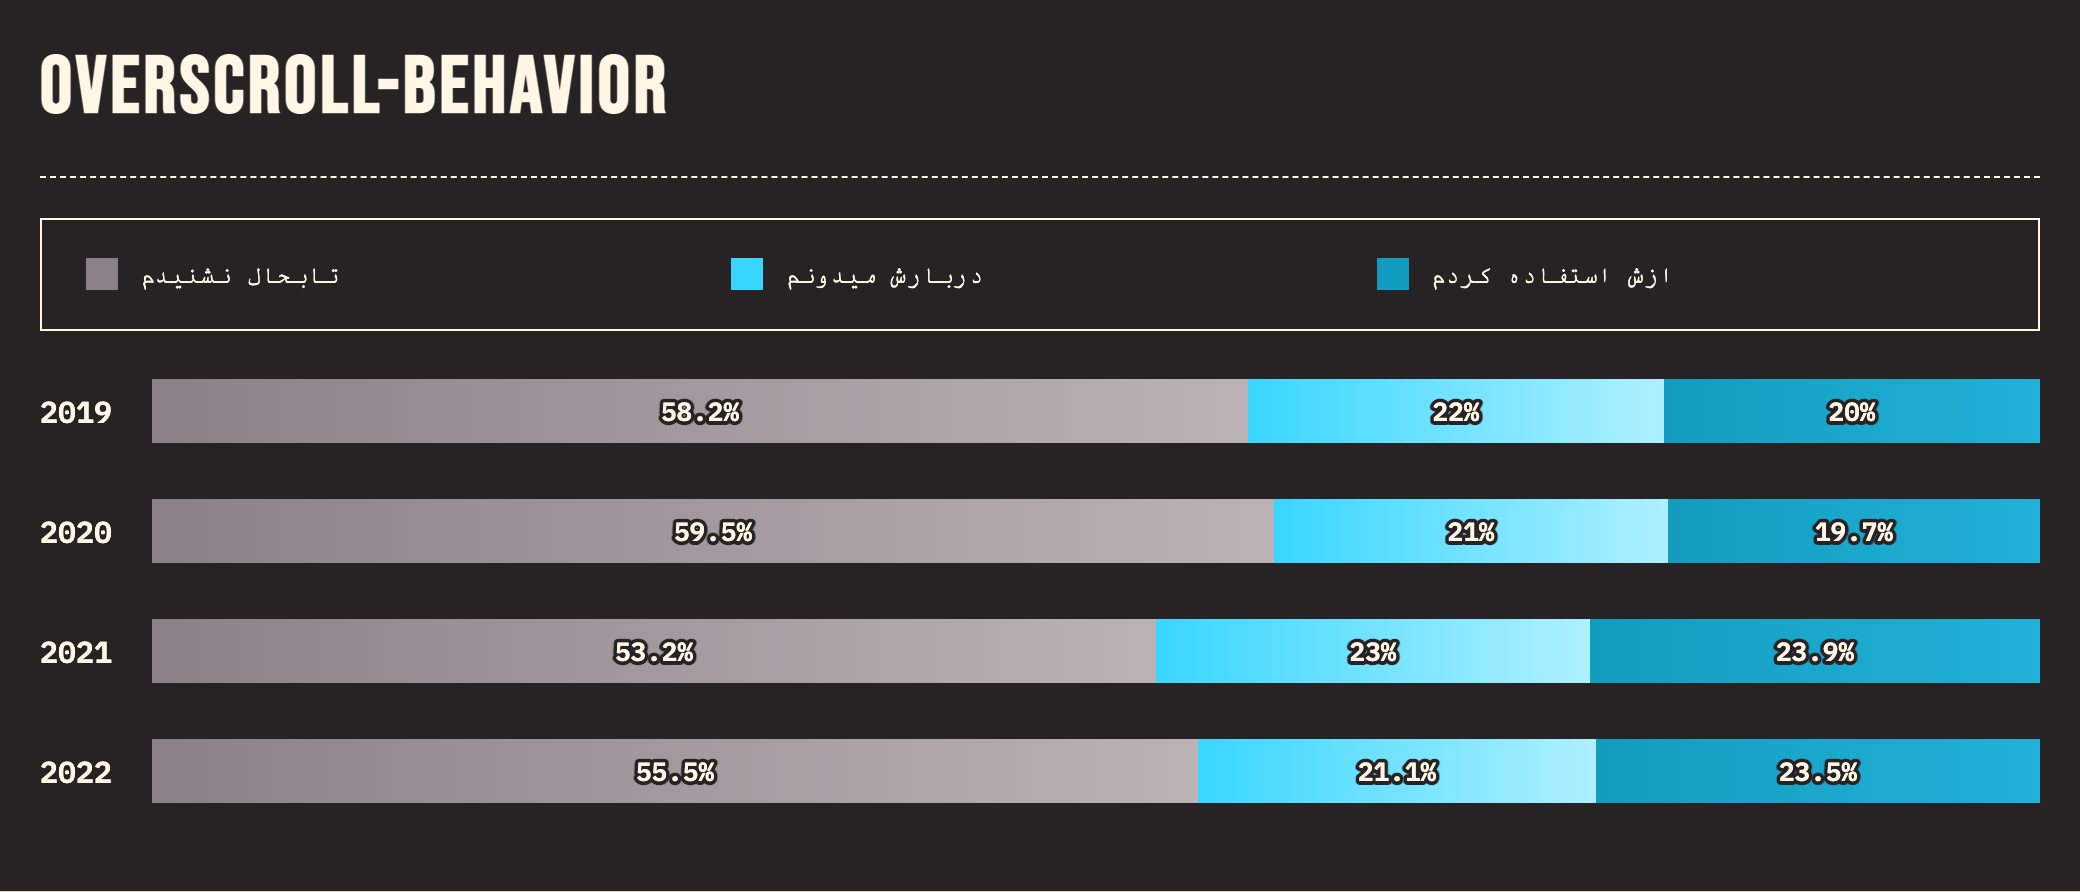 OVERSCROLL-BEHAVIOR
تابحال نشنیدم
دربارش میدونم
ازش استفاده کردم
2019 58.2% 22% 20%
2020 59.5% 21% 19.7%
2021 53.2% 23% 23.9%
2022 55.5% 21.1% 23.5%